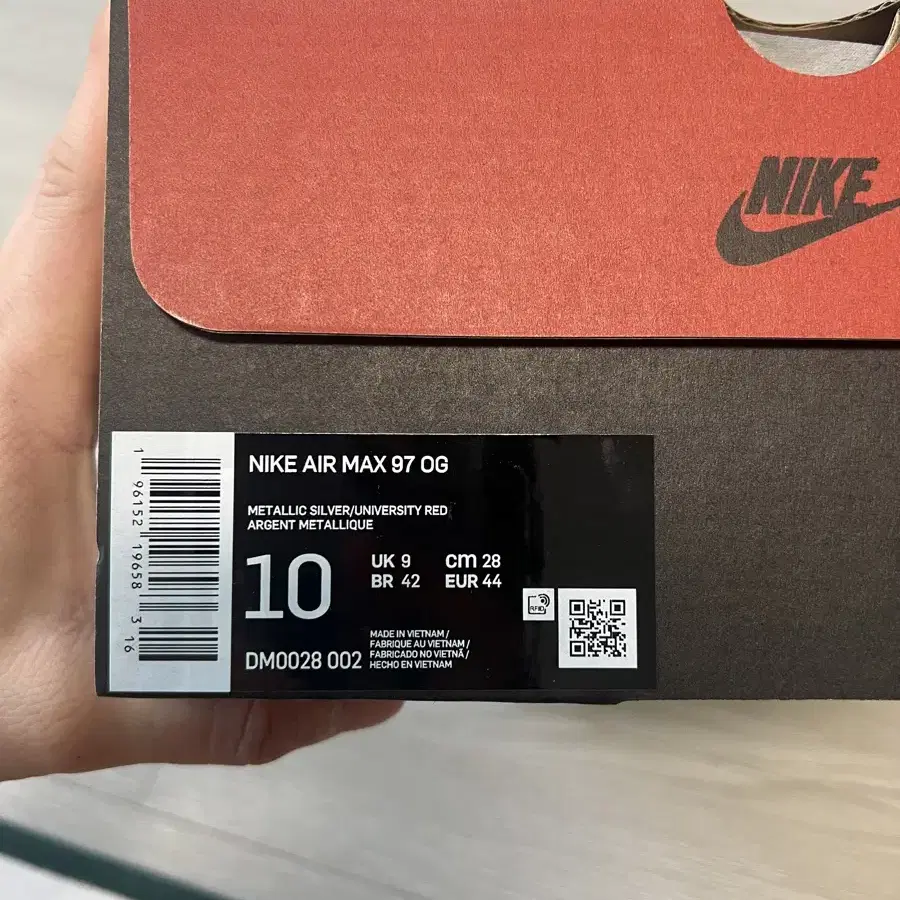 NIKE
NIKE AIR MAX 97 OG
METALLIC SILVER/UNIVERSITY RED
ARGENT METALLIQUE
10
UK 9 cm 28
BR 42 EUR 44
RFID
DM0028 002
MADE IN VIETNAM /
FABRIQUE AU VIETNAM /
FABRICADO NO VIETNÃ /
HECHO EN VIETNAM
1 96152 19658 3 16